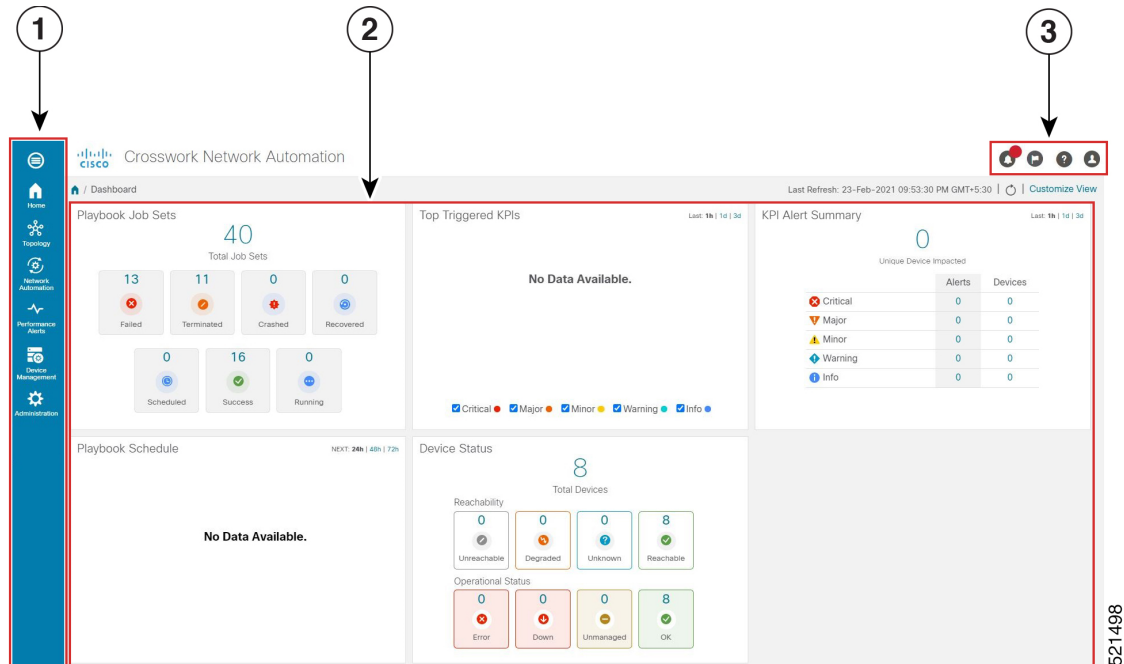 1
2
3
CISCO Crosswork Network Automation
/ Dashboard
Last Refresh: 23-Feb-2021 09:53:30 PM GMT+5:30 | | Customize View
Home
Topology
Network
Automation
Performance
Alerts
Device
Management
Administration
Playbook Job Sets
40
Total Job Sets
13 11 0 0
Failed Terminated Crashed Recovered
0 16 0
Scheduled Success Running
Top Triggered KPIs
Last: 1h | 1d | 3d
No Data Available.
Critical Major Minor Warning Info
KPI Alert Summary
Last: 1h | 1d | 3d
0
Unique Device Impacted
Alerts Devices
Critical 0 0
Major 0 0
Minor 0 0
Warning 0 0
Info 0 0
Playbook Schedule
NEXT: 24h | 48h | 72h
No Data Available.
Device Status
8
Total Devices
Reachability
0 0 0 8
Unreachable Degraded Unknown Reachable
Operational Status
0 0 0 8
Error Down Unmanaged OK
521498